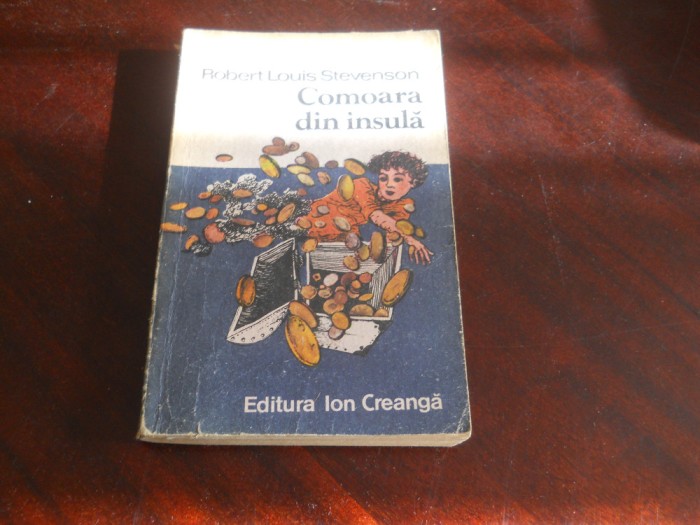 Robert Louis Stevenson
Comoara
din insulă
Editura Ion Creangă